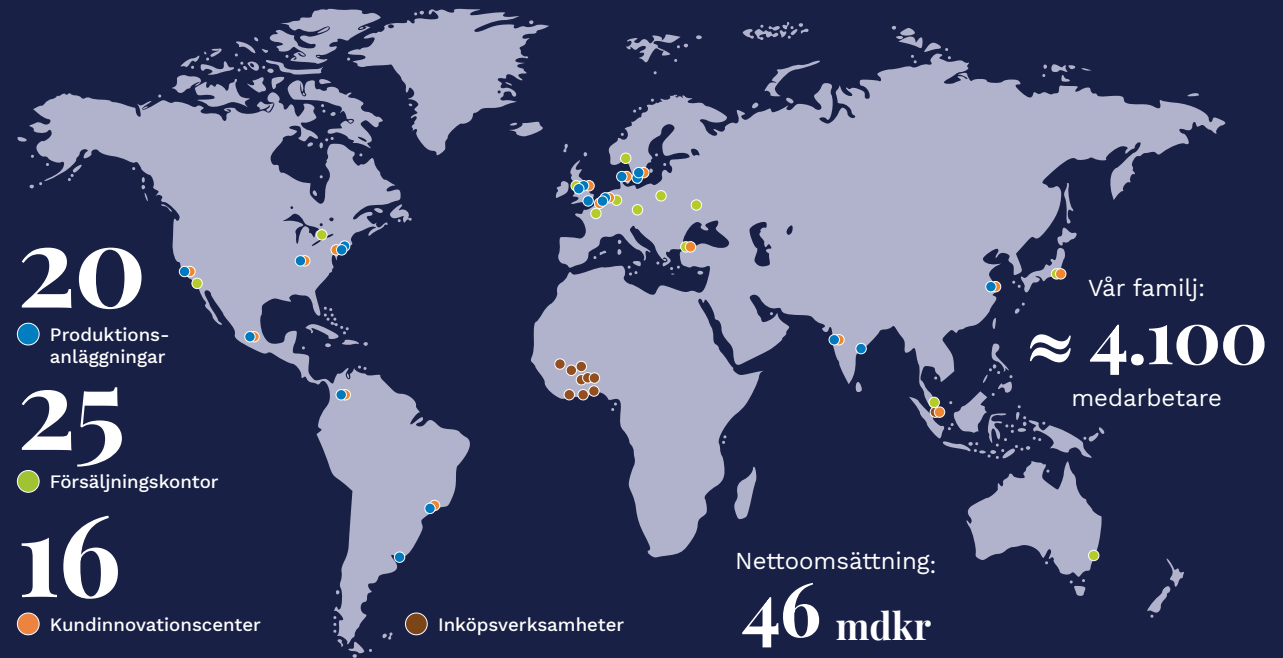 20
Produktions-
anläggningar
25
Försäljningskontor
16
Kundinnovationscenter
Inköpsverksamheter
Vår familj:
≈ 4.100
medarbetare
Nettoomsättning:
46 mdkr